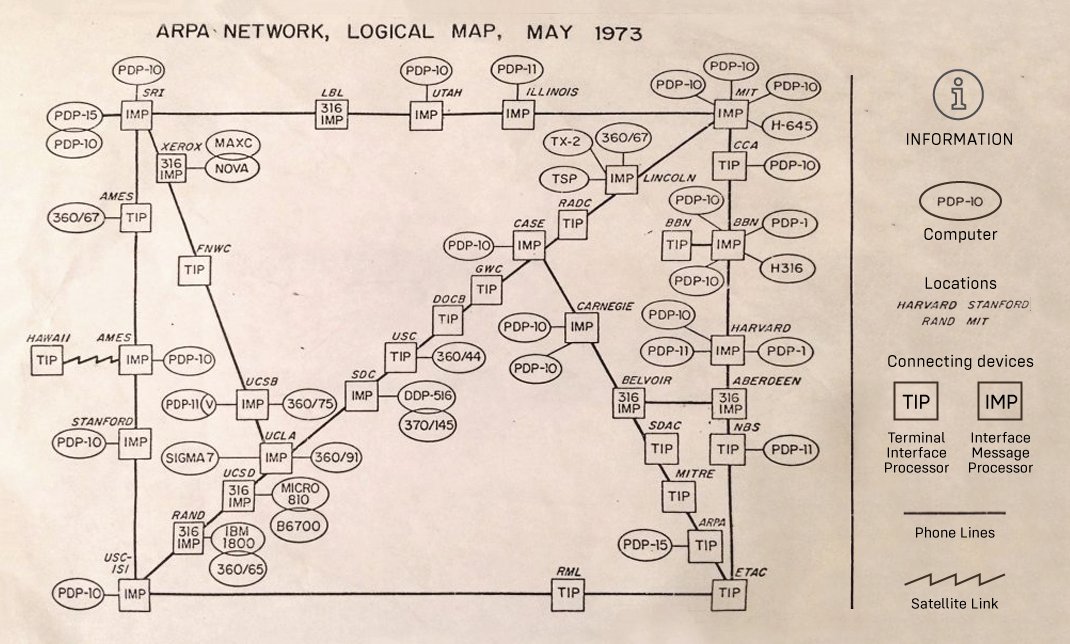 ARPA NETWORK, LOGICAL MAP, MAY 1973
PDP-10
SRI
IMP
PDP-15
PDP-10
LBL
316
IMP
PDP-10
UTAH
IMP
PDP-11
ILLINOIS
IMP
PDP-10
PDP-10
MIT
PDP-10
IMP
H-645
XEROX
316
IMP
MAXC
NOVA
TX-2
360/67
TSP
IMP
LINCOLN
CCA
TIP
PDP-10
AMES
360/67
TIP
RADC
TIP
PDP-10
BBN
TIP
BBN
IMP
PDP-1
PDP-10
H316
CASE
PDP-10
IMP
FNWC
TIP
GWC
TIP
DOCB
TIP
CARNEGIE
PDP-10
IMP
PDP-10
PDP-10
HARVARD
PDP-11
IMP
PDP-1
HAWAII
TIP
AMES
IMP
PDP-10
USC
TIP
360/44
UCSB
PDP-11
V
IMP
360/75
SDC
IMP
DDP-516
370/145
BELVOIR
316
IMP
ABERDEEN
316
IMP
STANFORD
PDP-10
IMP
UCLA
SIGMA 7
IMP
360/91
SDAC
TIP
NBS
TIP
PDP-11
UCSD
316
IMP
MICRO
810
B6700
MITRE
TIP
RAND
316
IMP
IBM
1800
360/65
ARPA
PDP-15
TIP
USC-
ISI
PDP-10
IMP
RML
TIP
ETAC
TIP
i
INFORMATION
PDP-10
Computer
Locations
HARVARD STANFORD
RAND MIT
Connecting devices
TIP
IMP
Terminal
Interface
Processor
Interface
Message
Processor
Phone Lines
Satellite Link